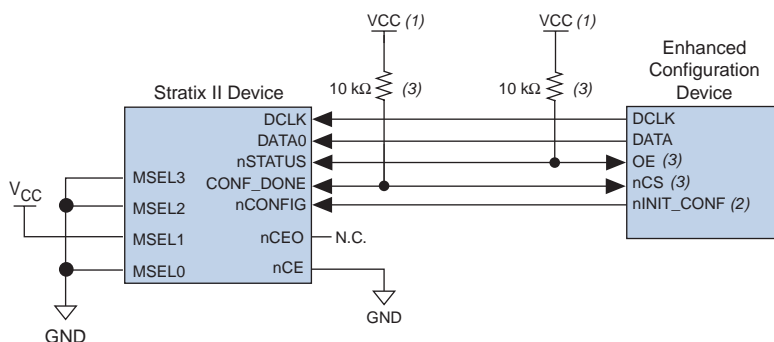 VCC (1)
VCC (1)
Enhanced
Configuration
Device
Stratix II Device
10 kΩ
(3)
10 kΩ
(3)
DCLK
DCLK
DATA0
DATA
nSTATUS
OE (3)
MSEL3
CONF_DONE
nCS (3)
VCC
MSEL2
nCONFIG
nINIT_CONF (2)
MSEL1
nCEO
N.C.
MSEL0
nCE
GND
GND